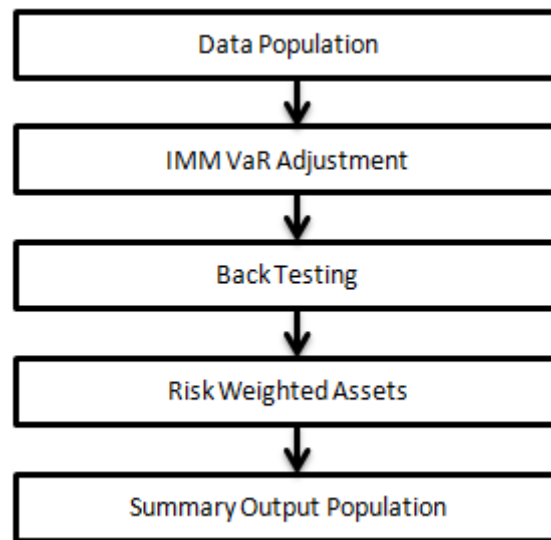 Data Population
IMM VaR Adjustment
Back Testing
Risk Weighted Assets
Summary Output Population